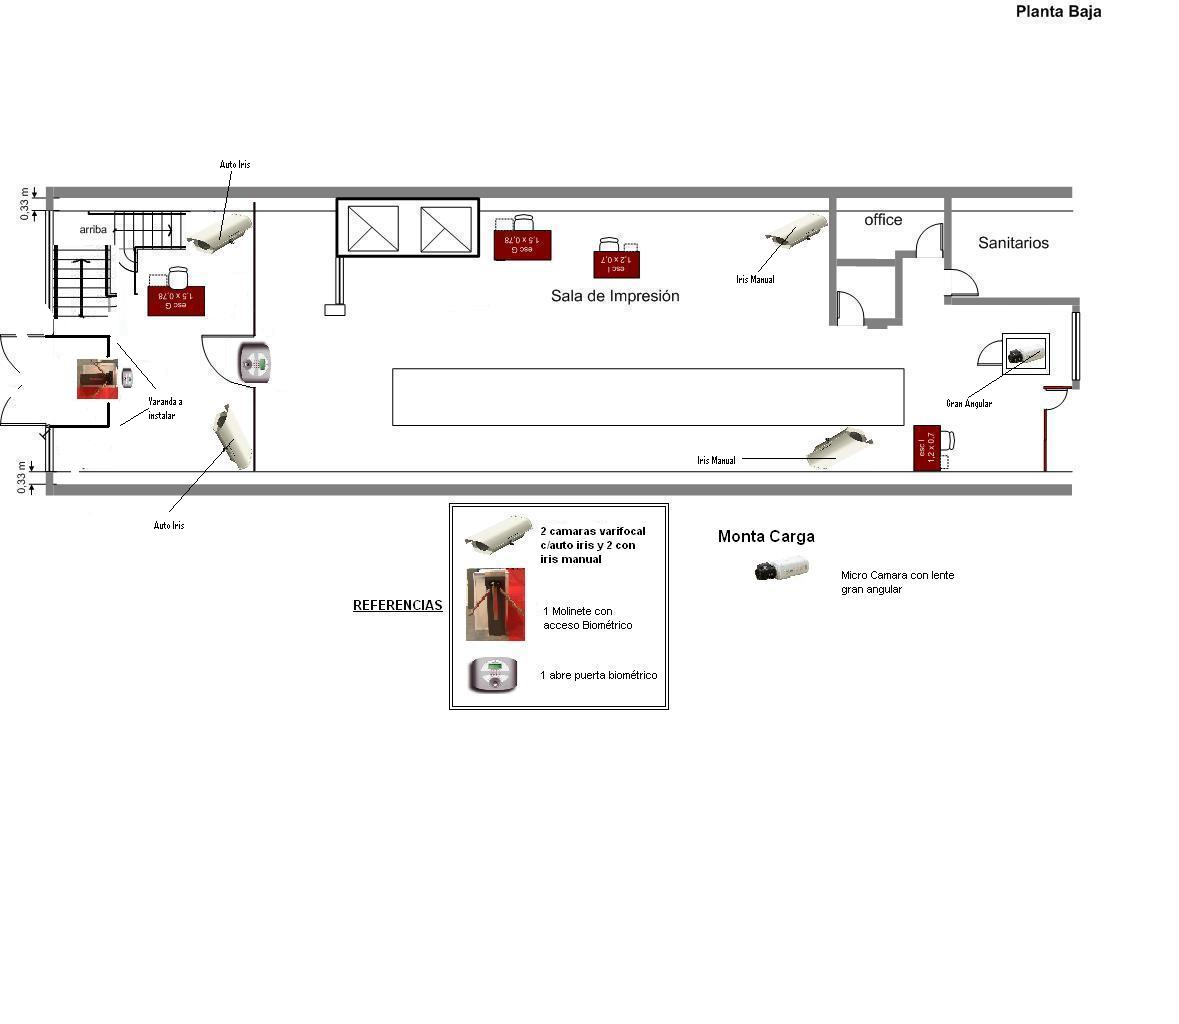 Planta Baja
Auto Iris
0,33 m
arriba
esc G
1,5 x 0,78
esc G
1,5 x 0,78
esc I
1,2 x 0,7
Sala de Impresión
Iris Manual
office
Sanitarios
Varanda a
instalar
Gran Angular
Iris Manual
esc I
1,2 x 0,7
0,33 m
Auto Iris
REFERENCIAS
2 camaras varifocal
c/auto iris y 2 con
iris manual
1 Molinete con
acceso Biométrico
1 abre puerta biométrico
Monta Carga
Micro Camara con lente
gran angular